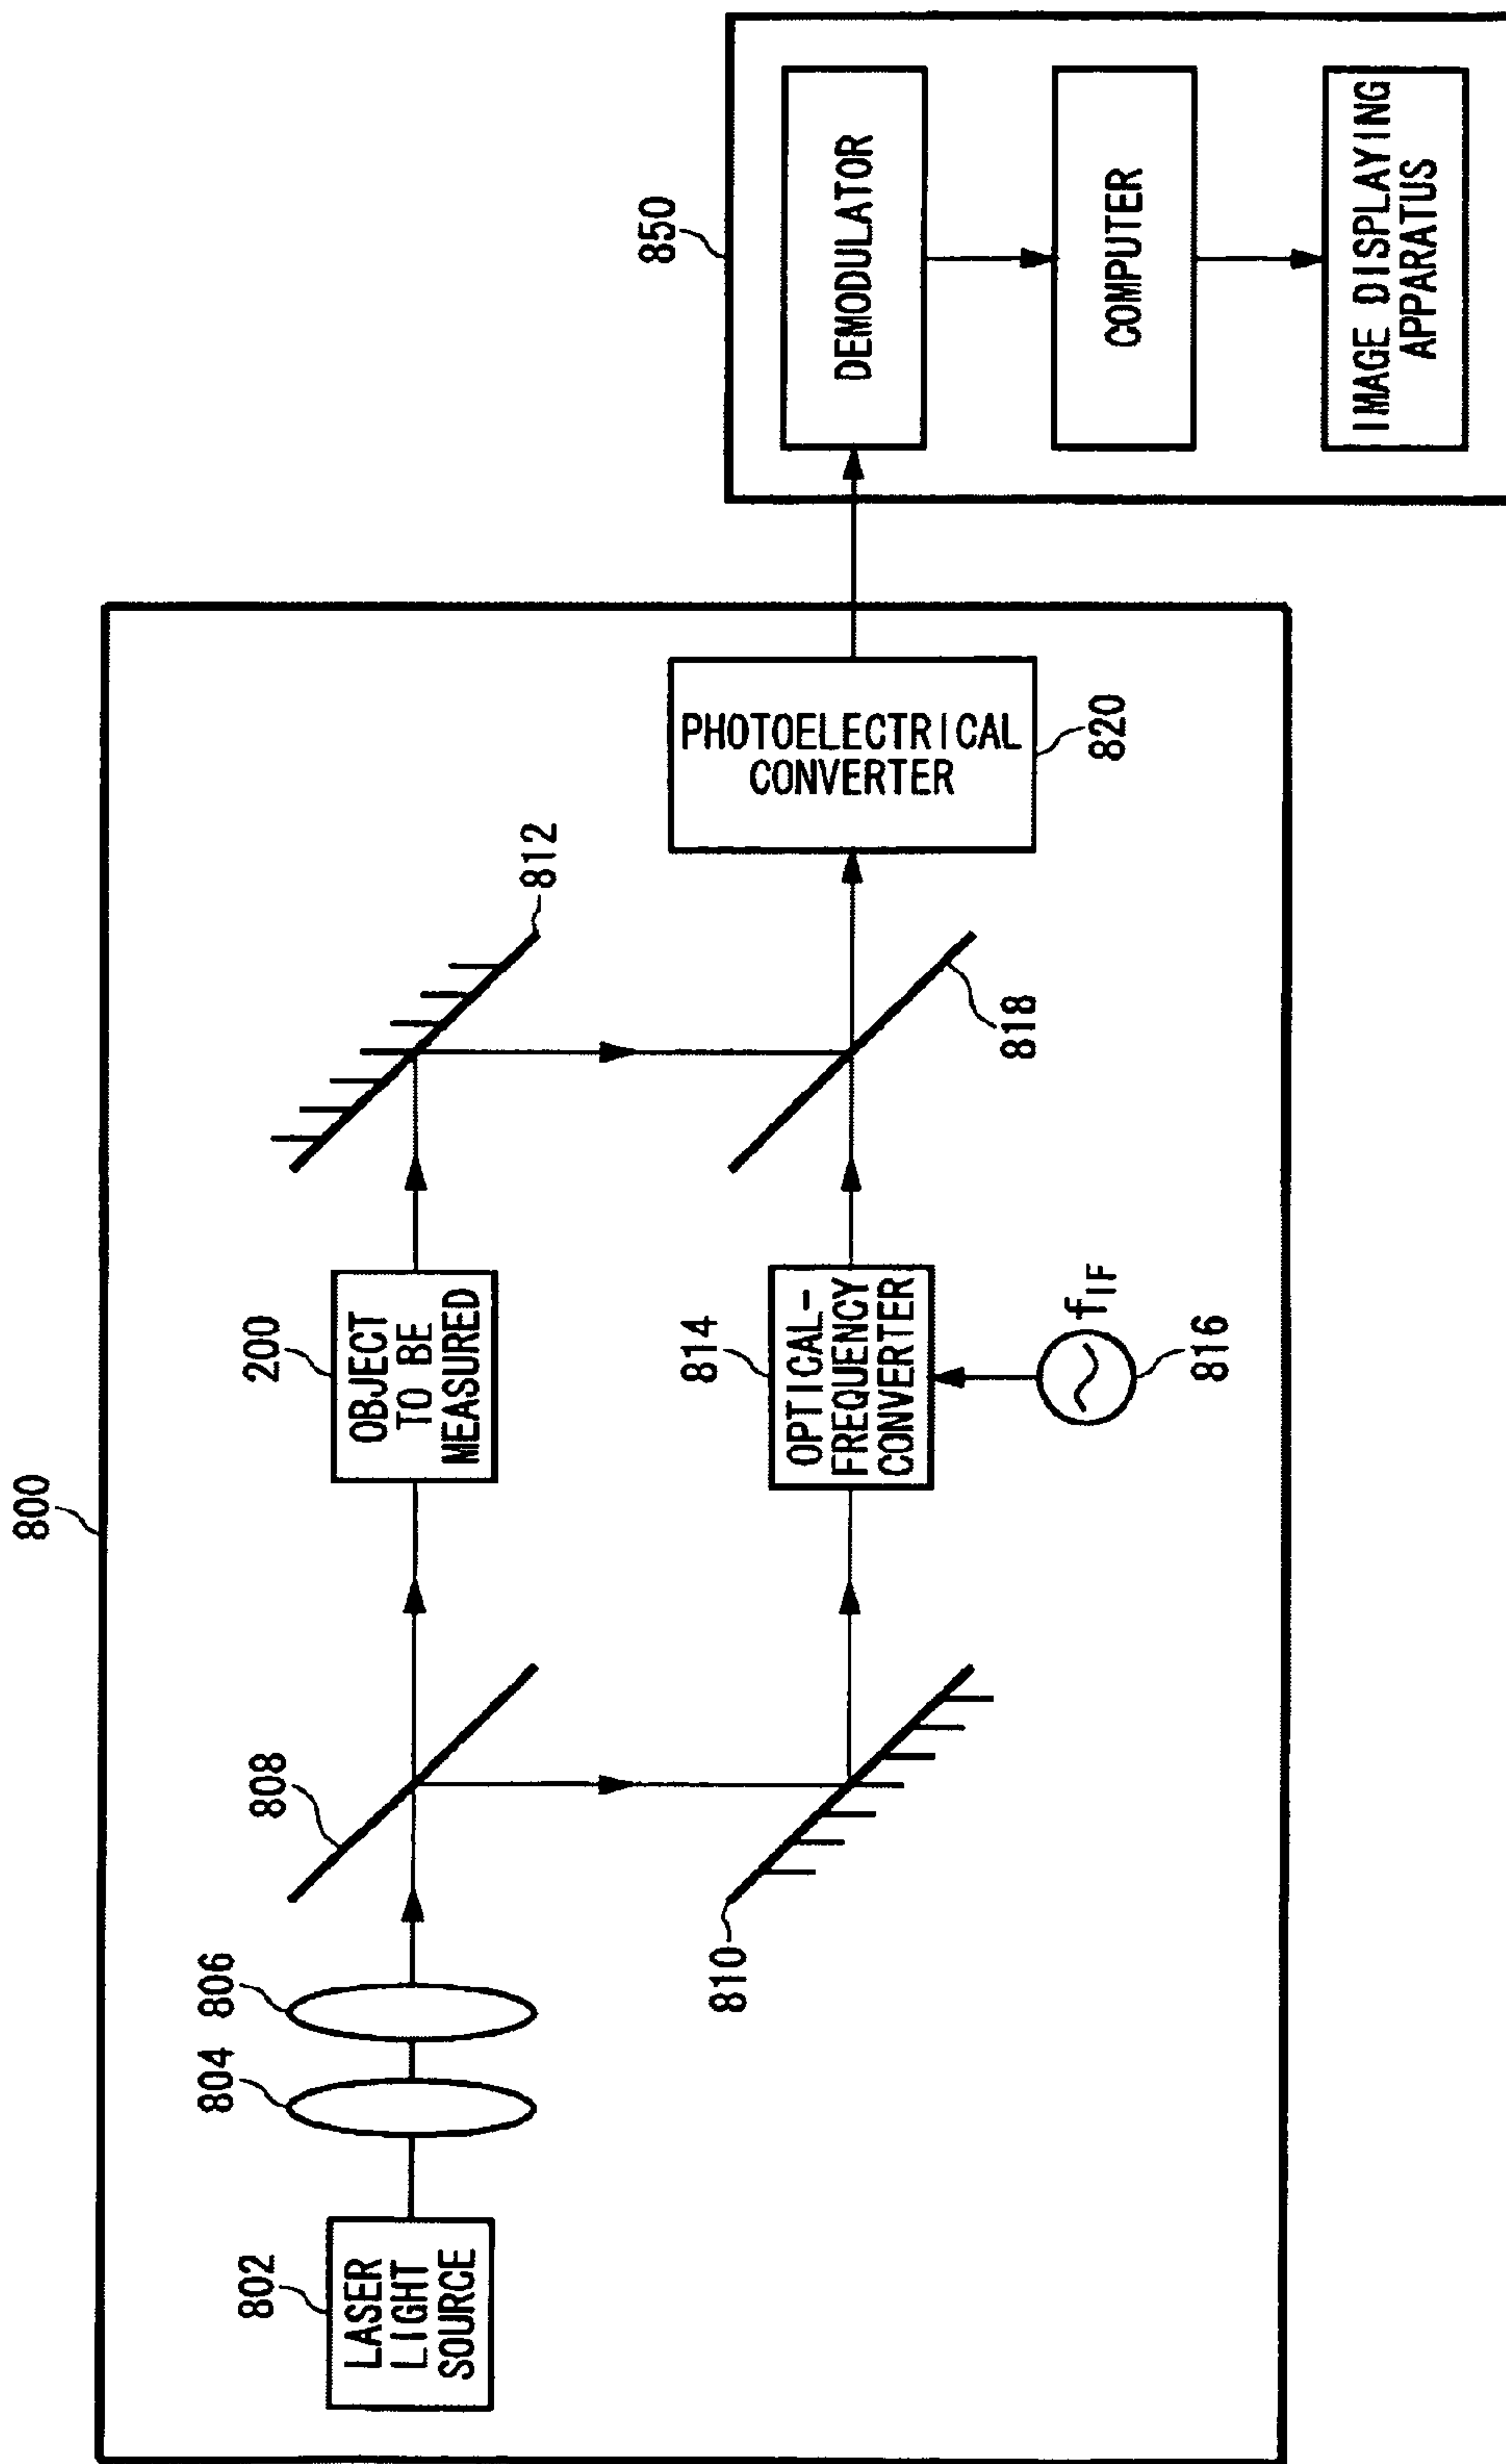 800
802
LASER
LIGHT
SOURCE
804
806
808
810
200
OBJECT
TO BE
MEASURED
812
814
OPTICAL-
FREQUENCY
CONVERTER
fIF
816
818
PHOTOELECTRICAL
CONVERTER
820
850
DEMODULATOR
COMPUTER
IMAGE DISPLAYING
APPARATUS